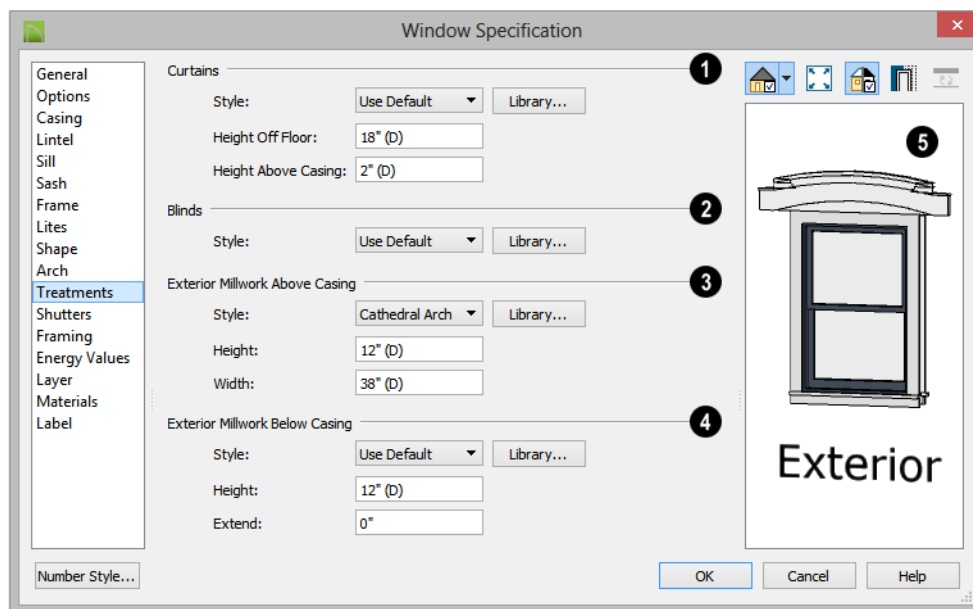 Window Specification
General
Options
Casing
Lintel
Sill
Sash
Frame
Lites
Shape
Arch
Treatments
Shutters
Framing
Energy Values
Layer
Materials
Label
Number Style...
Curtains 1
Style: Use Default Library...
Height Off Floor: 18" (D)
Height Above Casing: 2" (D)
Blinds 2
Style: Use Default Library...
Exterior Millwork Above Casing 3
Style: Cathedral Arch Library...
Height: 12" (D)
Width: 38" (D)
Exterior Millwork Below Casing 4
Style: Use Default Library...
Height: 12" (D)
Extend: 0"
5
Exterior
OK Cancel Help